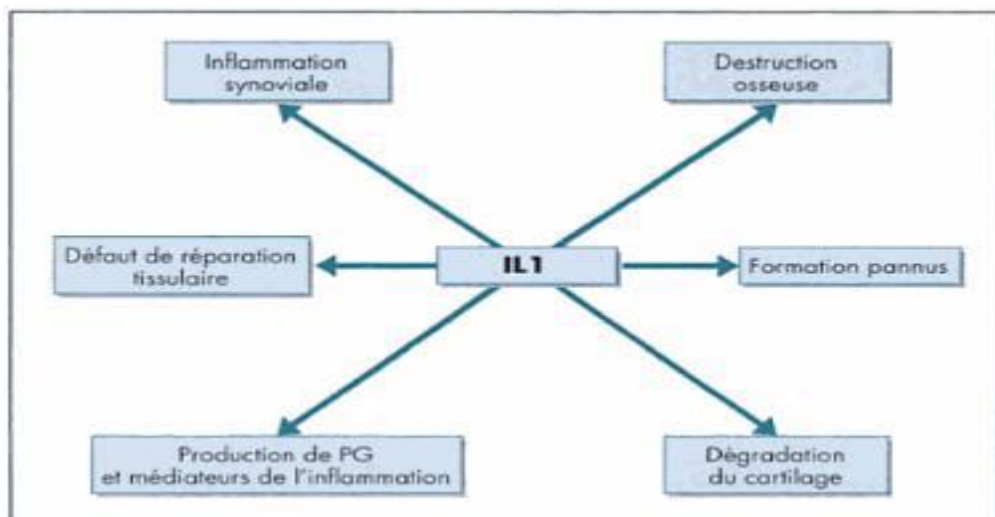 Inflammation
synoviale
Destruction
osseuse
Défaut de réparation
tissulaire
IL1
Formation pannus
Production de PG
et médiateurs de l'inflammation
Dégradation
du cartilage